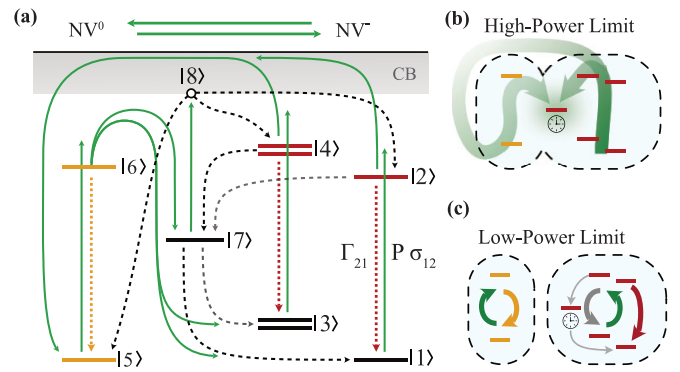 (a)
NV⁰
NV⁻
CB
|8⟩
|4⟩
|6⟩
|2⟩
|7⟩
Γ₂₁
P σ₁₂
|3⟩
|5⟩
|1⟩
(b)
High-Power Limit
(c)
Low-Power Limit